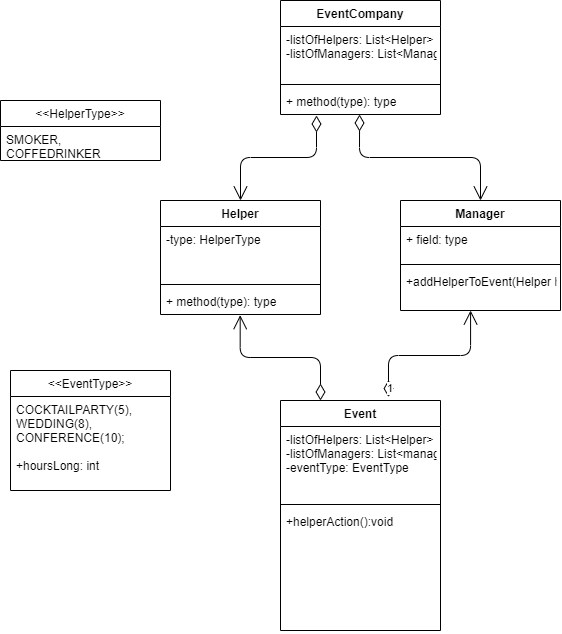 EventCompany
-listOfHelpers: List<Helper>
-listOfManagers: List<Manag
+ method(type): type
<<HelperType>>
SMOKER,
COFFEDRINKER
Helper
-type: HelperType
+ method(type): type
Manager
+ field: type
+addHelperToEvent(Helper
<<EventType>>
COCKTAILPARTY(5),
WEDDING(8),
CONFERENCE(10);
+hoursLong: int
1
Event
-listOfHelpers: List<Helper>
-listOfManagers: List<manag
-eventType: EventType
+helperAction():void